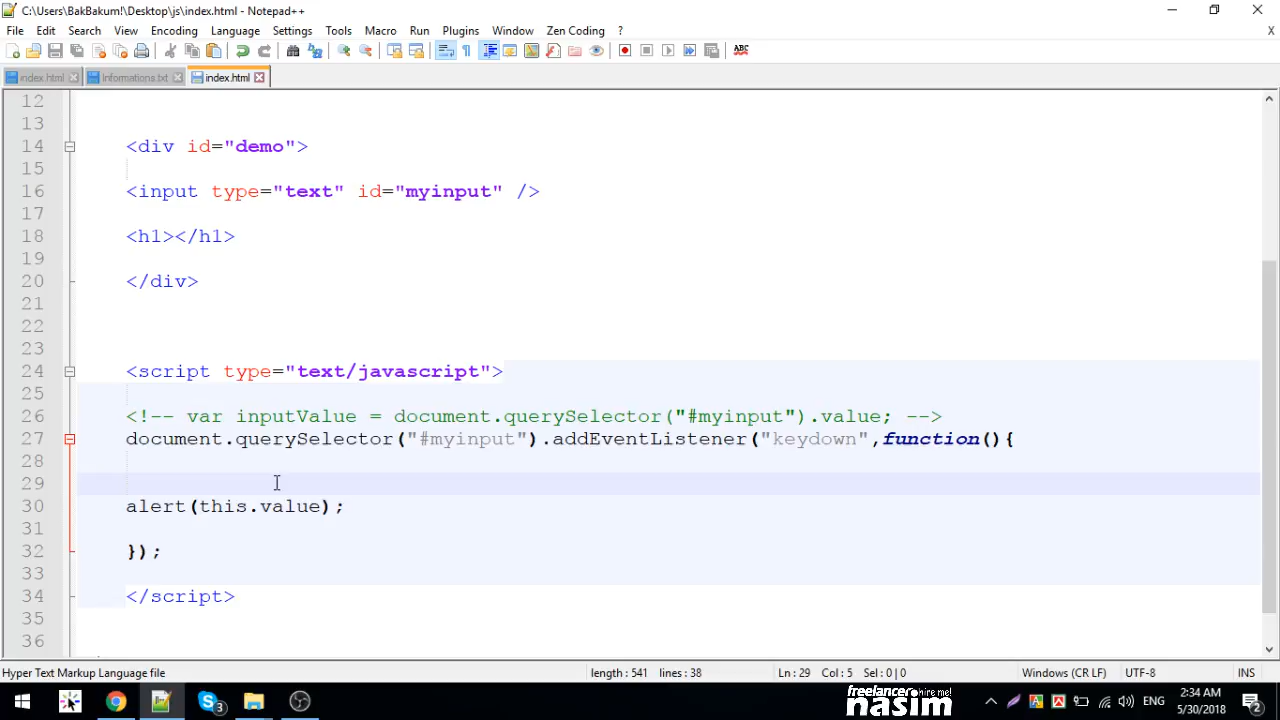 C:\Users\BakBakum!\Desktop\js\index.html - Notepad++
File Edit Search View Encoding Language Settings Tools Macro Run Plugins Window Zen Coding ?
X
ABC
index.html Informations.txt index.html
12
13
14 <div id="demo">
15
16 <input type="text" id="myinput" />
17
18 <h1></h1>
19
20 </div>
21
22
23
24 <script type="text/javascript">
25
26 <!-- var inputValue = document.querySelector("#myinput").value; -->
27 document.querySelector("#myinput").addEventListener("keydown",function(){
28
29
30 alert(this.value);
31
32 });
33
34 </script>
35
36
Hyper Text Markup Language file length : 541 lines : 38 Ln : 29 Col : 5 Sel : 0 | 0 Windows (CR LF) UTF-8 INS
3 ENG 2:34 AM
5/30/2018 2
freelancer hire me!
nasim